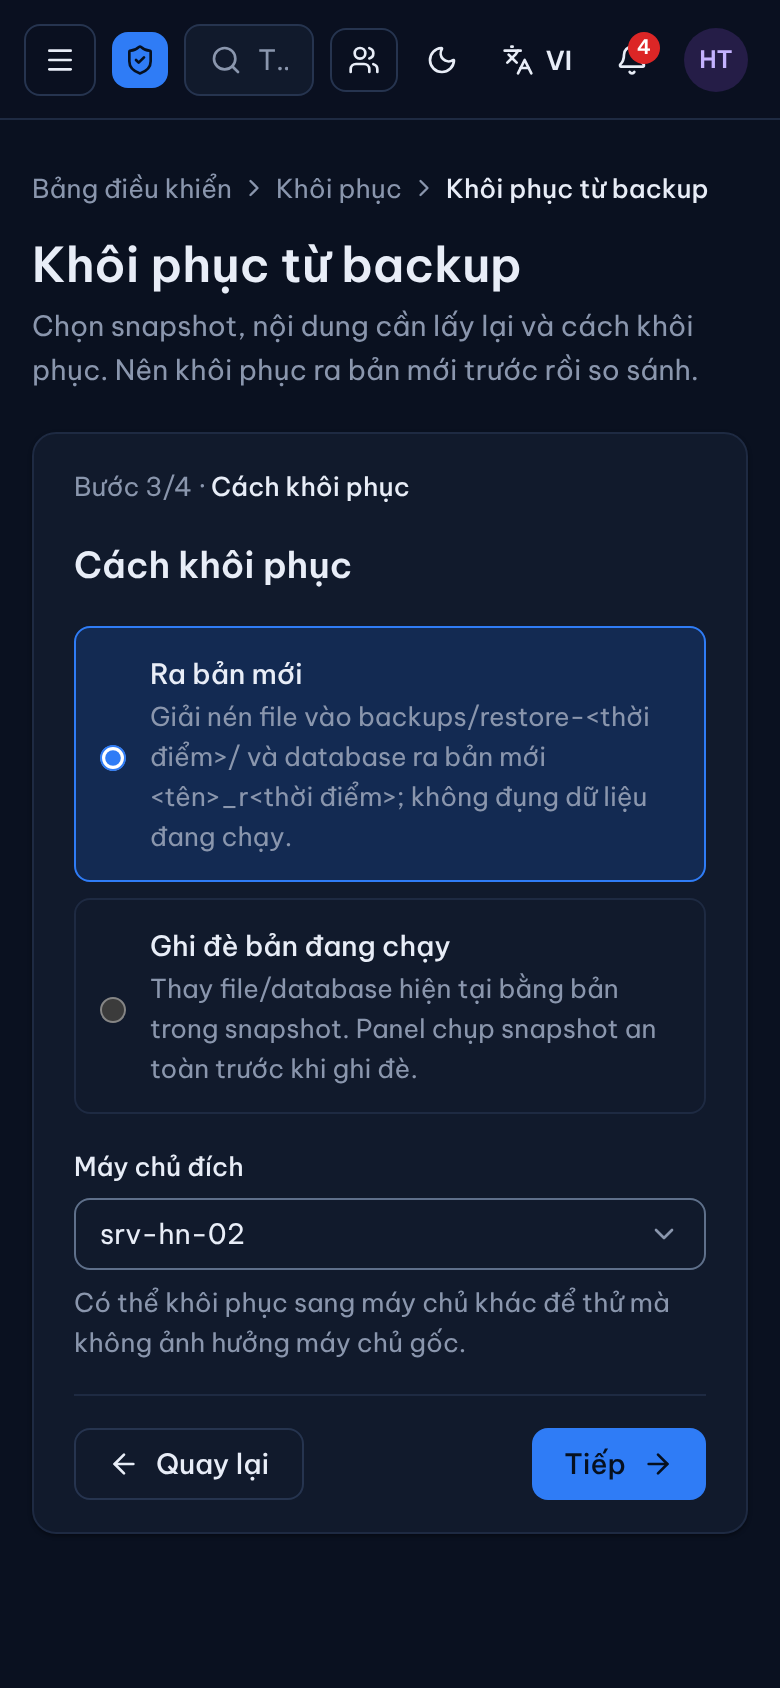 T..
VI
4
HT
Bảng điều khiển > Khôi phục > Khôi phục từ backup
Khôi phục từ backup
Chọn snapshot, nội dung cần lấy lại và cách khôi
phục. Nên khôi phục ra bản mới trước rồi so sánh.
Bước 3/4 · Cách khôi phục
Cách khôi phục
Ra bản mới
Giải nén file vào backups/restore-<thời
điểm>/ và database ra bản mới
<tên>_r<thời điểm>; không đụng dữ liệu
đang chạy.
Ghi đè bản đang chạy
Thay file/database hiện tại bằng bản
trong snapshot. Panel chụp snapshot an
toàn trước khi ghi đè.
Máy chủ đích
srv-hn-02
Có thể khôi phục sang máy chủ khác để thử mà
không ảnh hưởng máy chủ gốc.
Quay lại
Tiếp